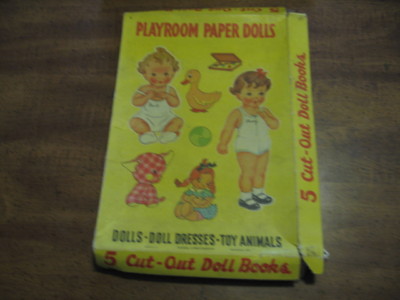 PLAYROOM PAPER DOLLS
DOLLS-DOLL DRESSES-TOY ANIMALS
5 Cut-Out Doll Books.
5 Cut-Out Doll Books.